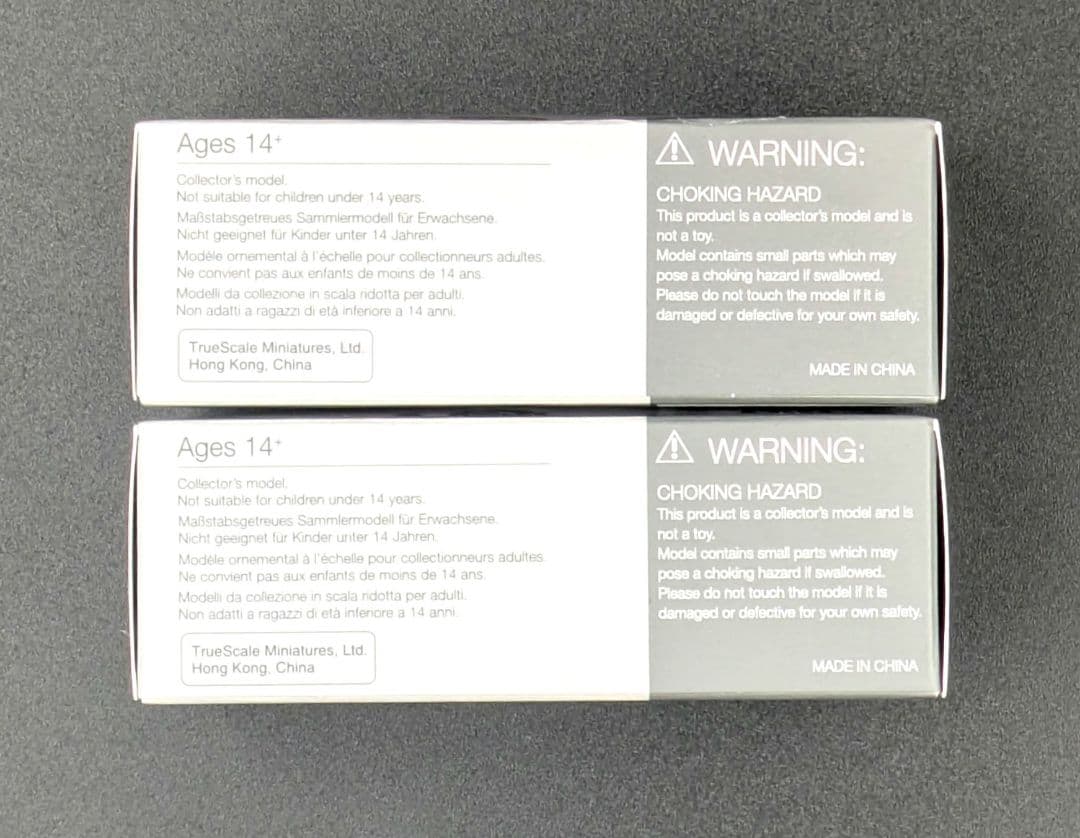 Ages 14+
Collector's model.
Not suitable for children under 14 years.
Maßstabsgetreues Sammlermodell für Erwachsene.
Nicht geeignet für Kinder unter 14 Jahren.
Modèle ornemental à l'échelle pour collectionneurs adultes.
Ne convient pas aux enfants de moins de 14 ans.
Modelli da collezione in scala ridotta per adulti.
Non adatti a ragazzi di età inferiore a 14 anni.
TrueScale Miniatures, Ltd.
Hong Kong, China
WARNING:
CHOKING HAZARD
This product is a collector's model and is
not a toy.
Model contains small parts which may
pose a choking hazard if swallowed.
Please do not touch the model if it is
damaged or defective for your own safety.
MADE IN CHINA
Ages 14+
Collector's model.
Not suitable for children under 14 years.
Maßstabsgetreues Sammlermodell für Erwachsene.
Nicht geeignet für Kinder unter 14 Jahren.
Modèle ornemental à l'échelle pour collectionneurs adultes.
Ne convient pas aux enfants de moins de 14 ans.
Modelli da collezione in scala ridotta per adulti.
Non adatti a ragazzi di età inferiore a 14 anni.
TrueScale Miniatures, Ltd.
Hong Kong, China
WARNING:
CHOKING HAZARD
This product is a collector's model and is
not a toy.
Model contains small parts which may
pose a choking hazard if swallowed.
Please do not touch the model if it is
damaged or defective for your own safety.
MADE IN CHINA